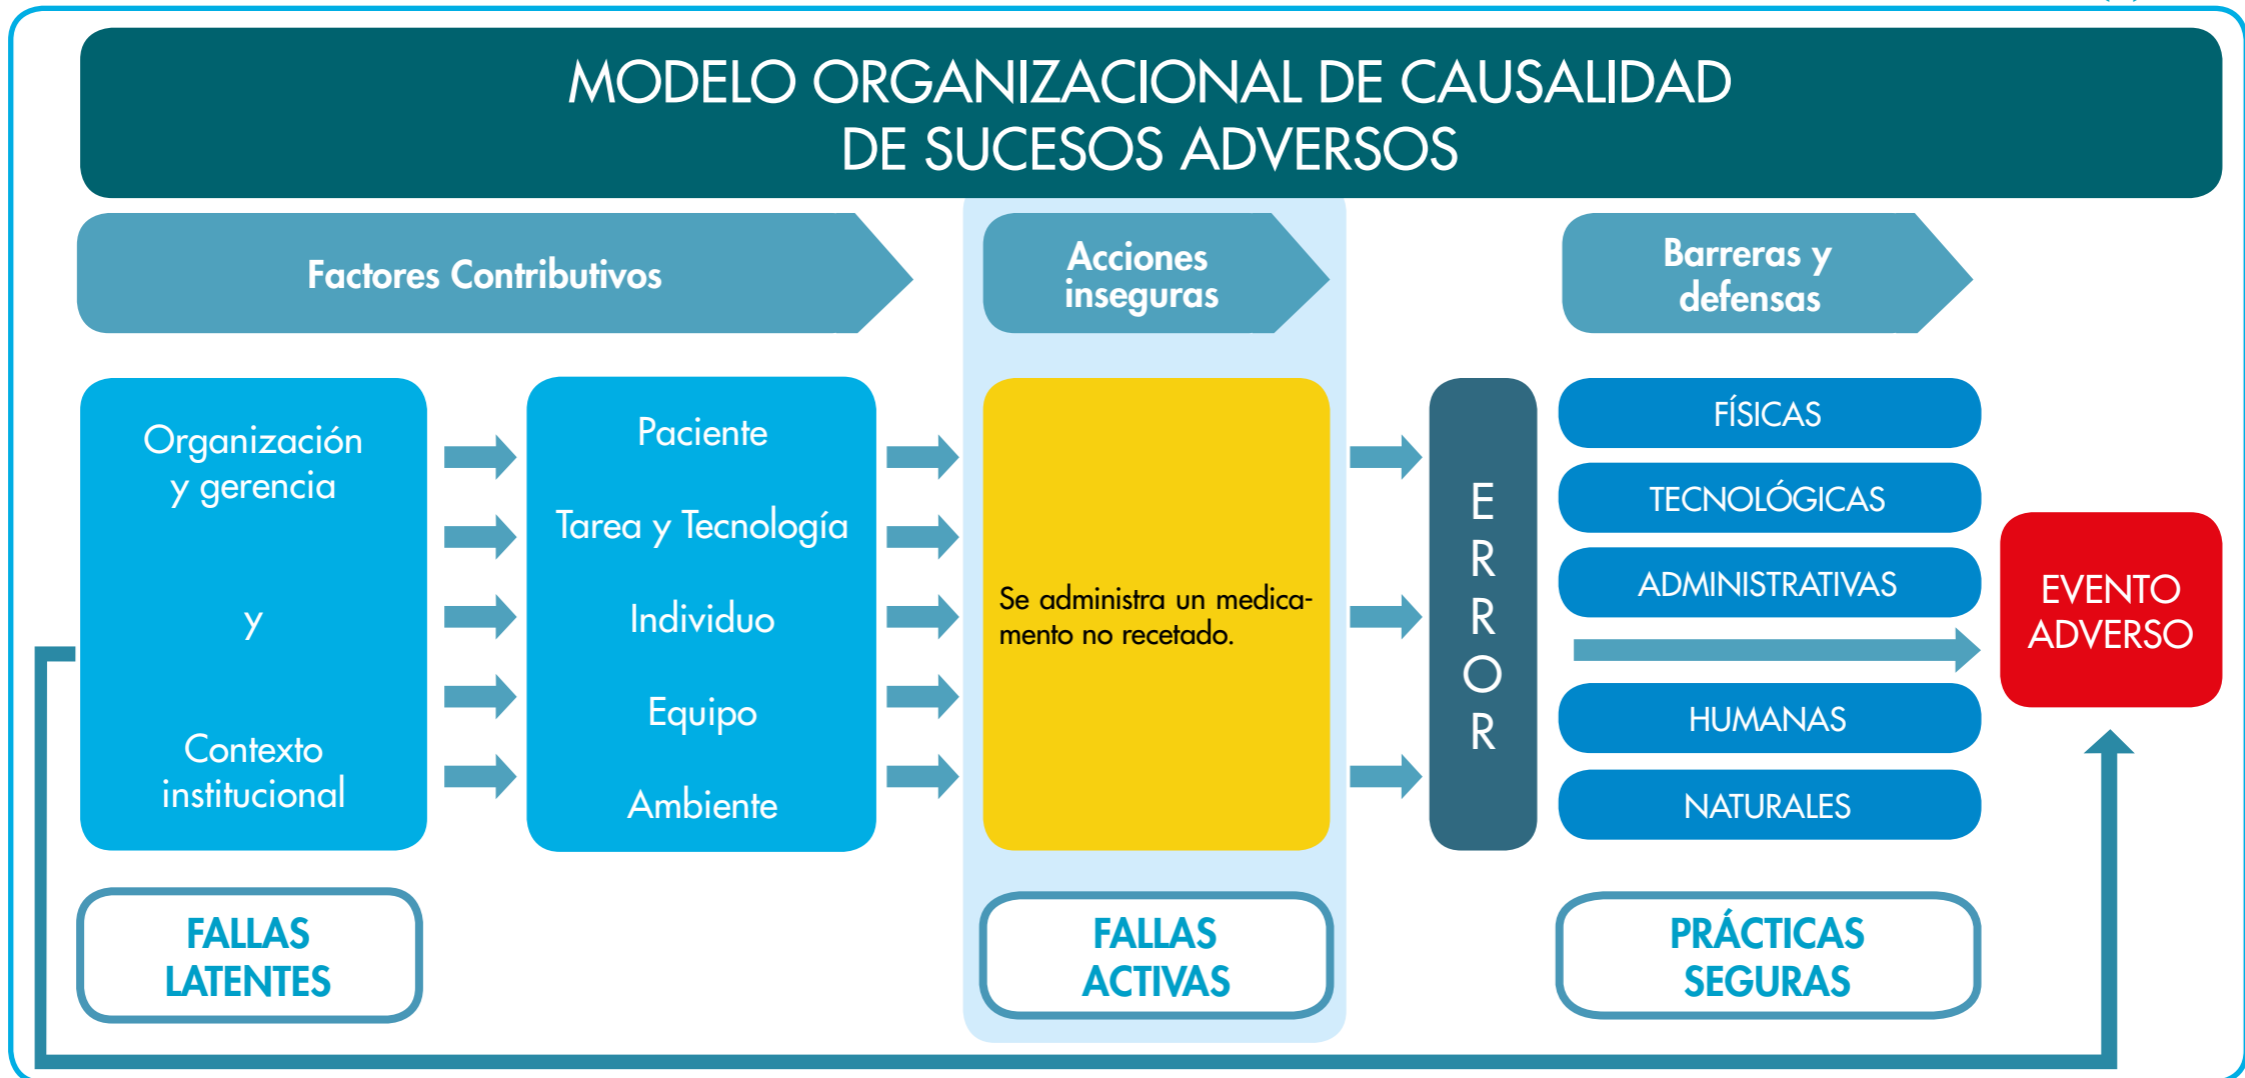 MODELO ORGANIZACIONAL DE CAUSALIDAD
DE SUCESOS ADVERSOS
Factores Contributivos
Acciones
inseguras
Barreras y
defensas
Organización
y gerencia
y
Contexto
institucional
Paciente
Tarea y Tecnología
Individuo
Equipo
Ambiente
Se administra un medica-
mento no recetado.
E
R
R
O
R
FÍSICAS
TECNOLÓGICAS
ADMINISTRATIVAS
HUMANAS
NATURALES
EVENTO
ADVERSO
FALLAS
LATENTES
FALLAS
ACTIVAS
PRÁCTICAS
SEGURAS